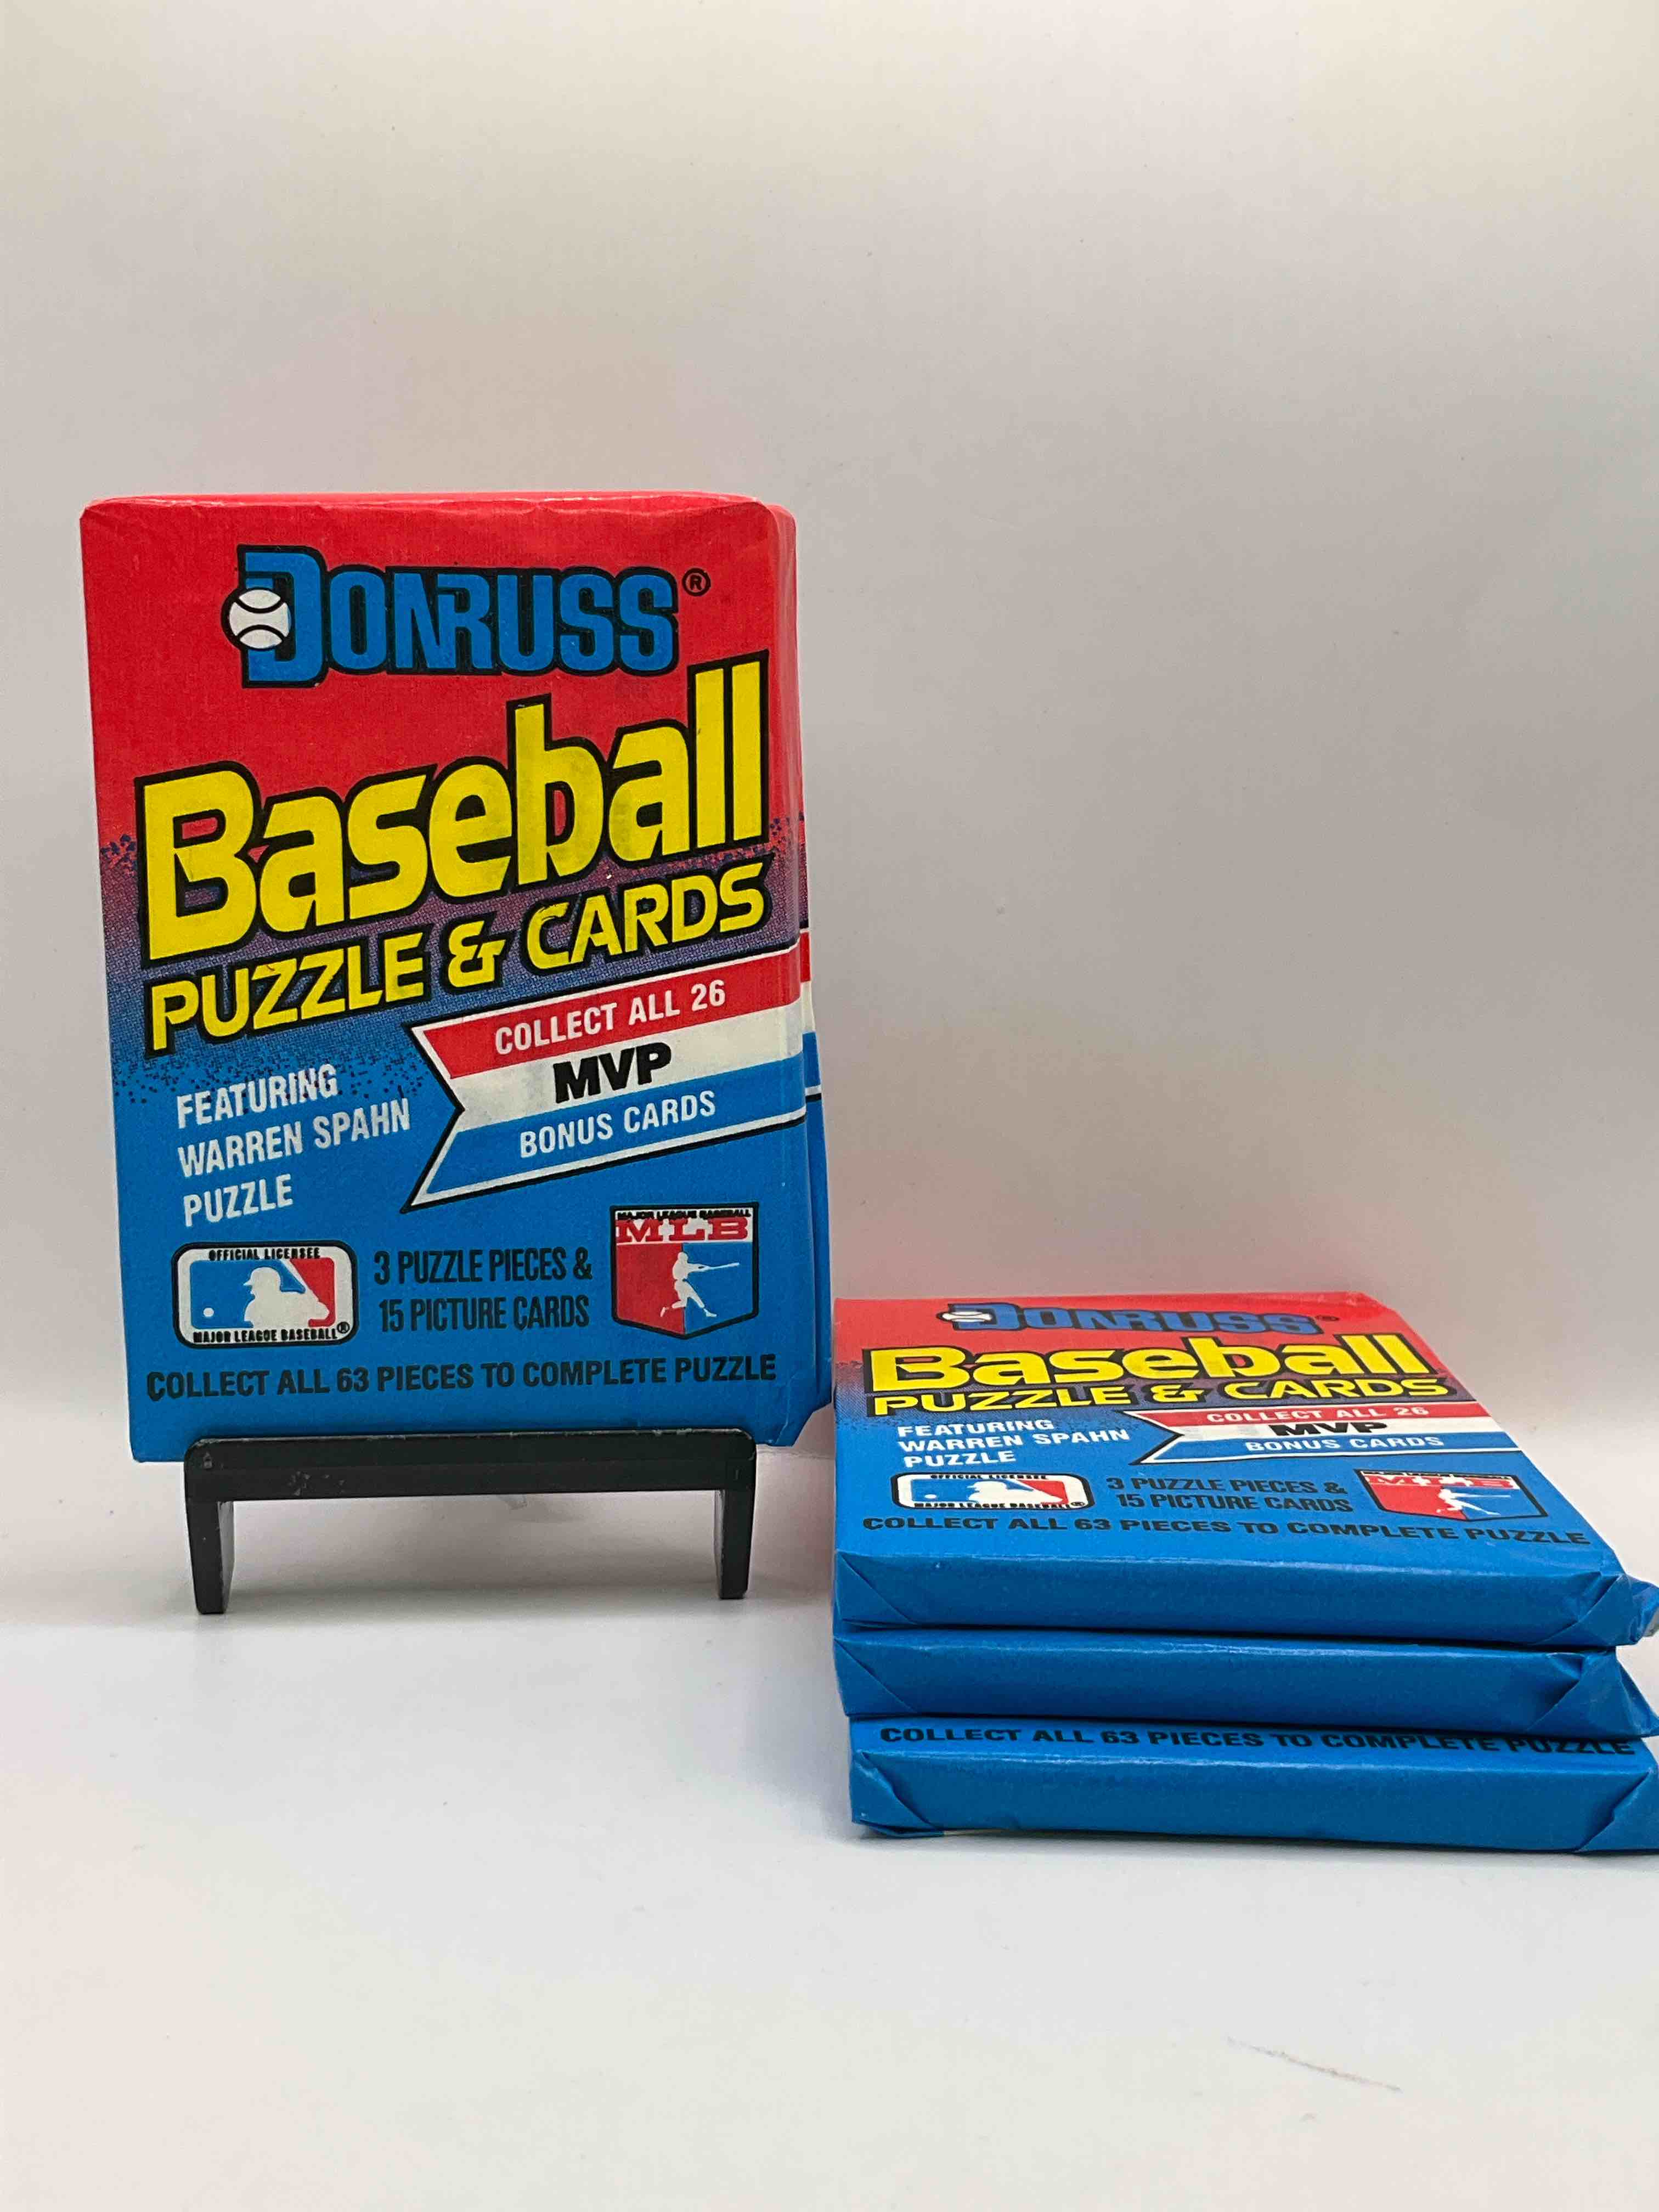 DONRUSS®
Baseball
PUZZLE & CARDS
COLLECT ALL 26
MVP
BONUS CARDS
FEATURING
WARREN SPAHN
PUZZLE
OFFICIAL LICENSEE
MAJOR LEAGUE BASEBALL®
3 PUZZLE PIECES &
15 PICTURE CARDS
MAJOR LEAGUE BASEBALL
MLB
COLLECT ALL 63 PIECES TO COMPLETE PUZZLE
DONRUSS®
Baseball
PUZZLE & CARDS
COLLECT ALL 26
MVP
BONUS CARDS
FEATURING
WARREN SPAHN
PUZZLE
OFFICIAL LICENSEE
MAJOR LEAGUE BASEBALL®
3 PUZZLE PIECES &
15 PICTURE CARDS
MLB
COLLECT ALL 63 PIECES TO COMPLETE PUZZLE
COLLECT ALL 63 PIECES TO COMPLETE PUZZLE